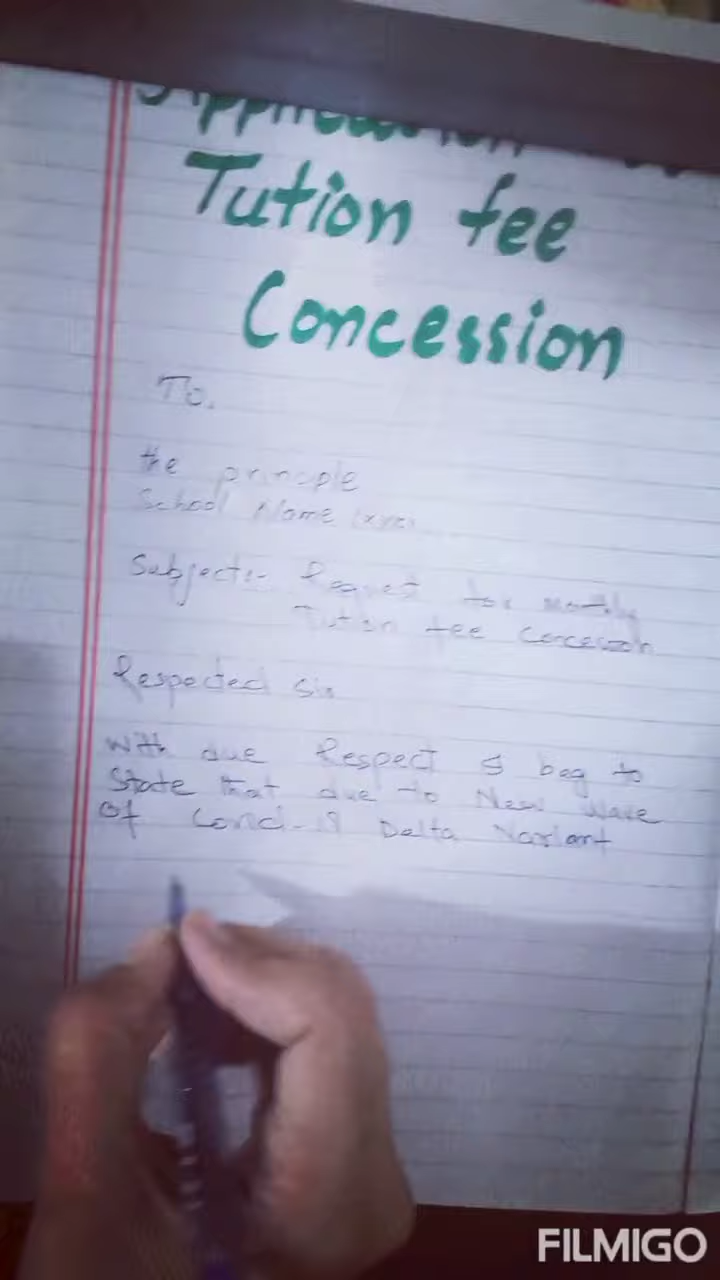 Application
Tution fee
Concession
To,
the principle
School Name
Subject:- Request for Monthly
Tution fee Concession
Respected Sir
With due Respect I beg to
State that due to New Wave
Of Covid-19 Delta Variant
FILMIGO